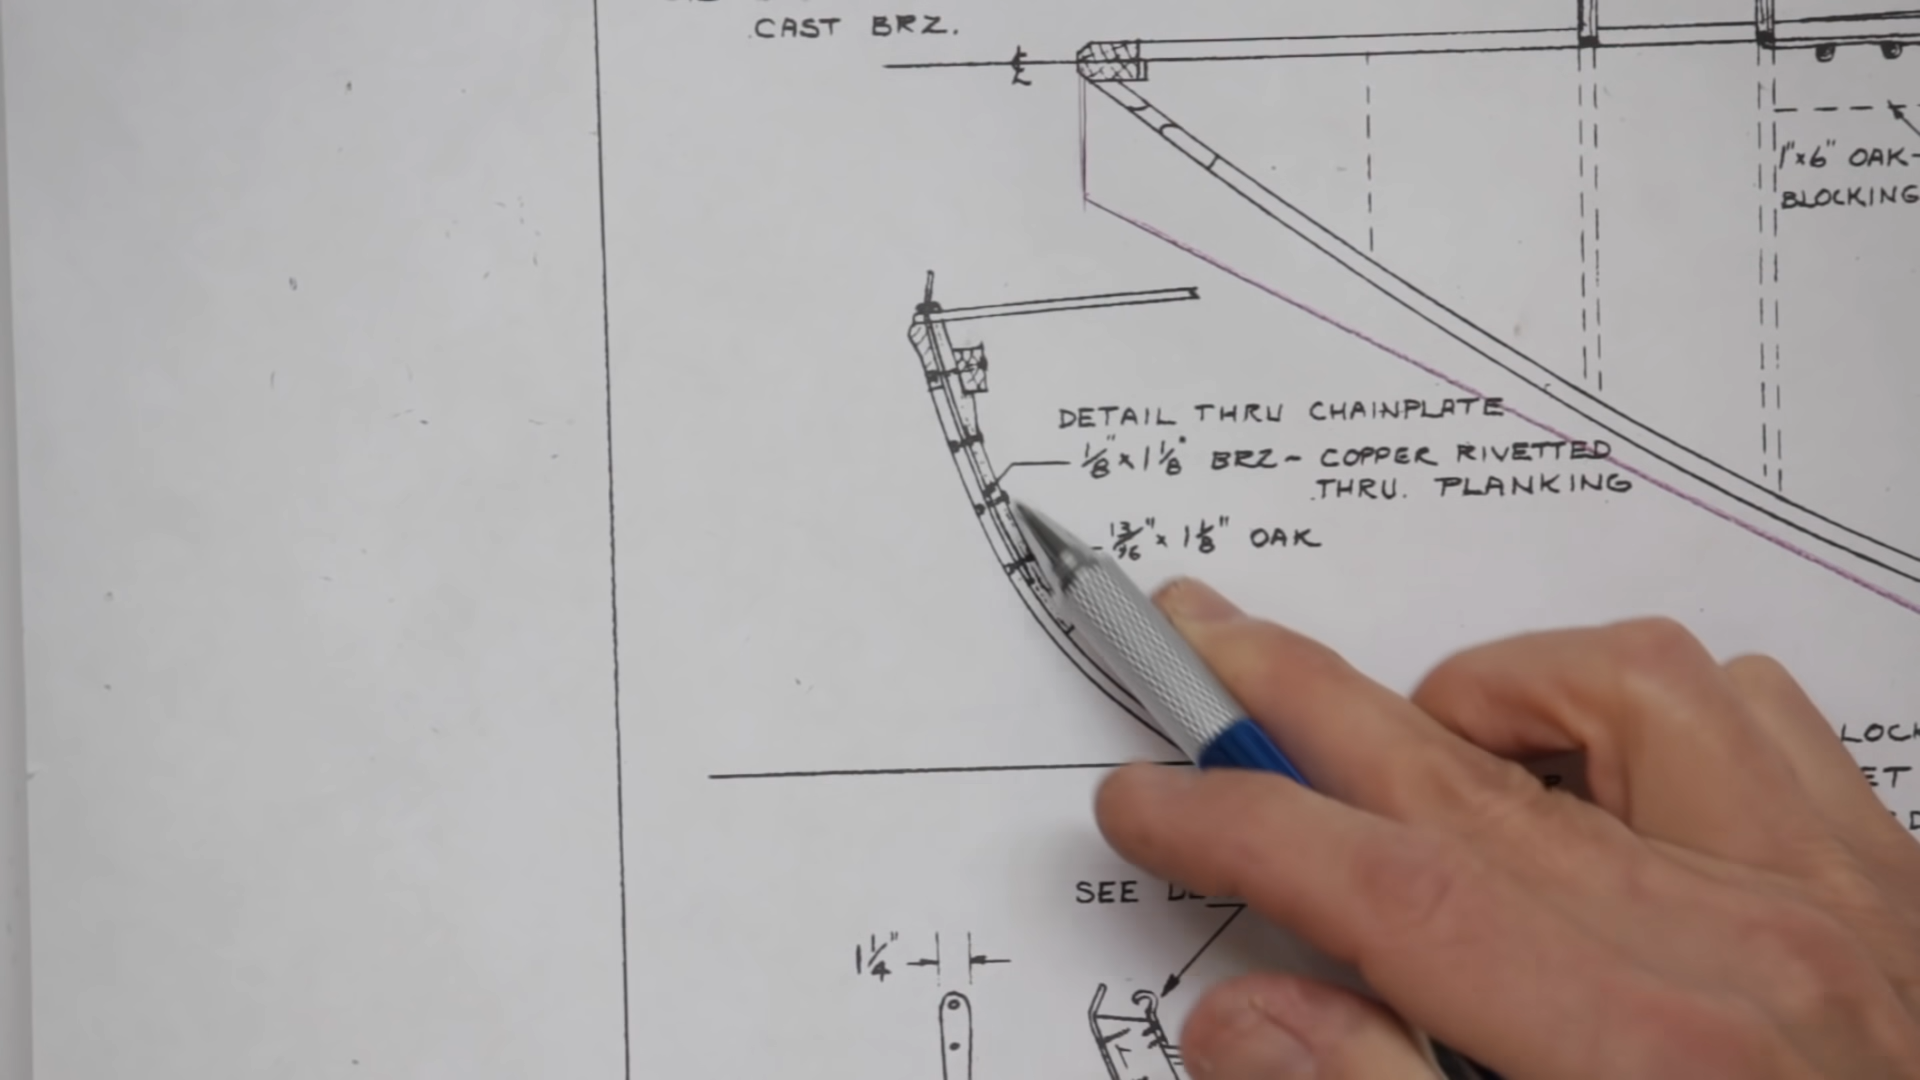 CAST BRZ.
℄
1"x6" OAK-
BLOCKING
DETAIL THRU CHAINPLATE
1/8" x 1 1/8" BRZ- COPPER RIVETTED
THRU. PLANKING
13/16" x 1 1/8" OAK
SEE
1 1/4"